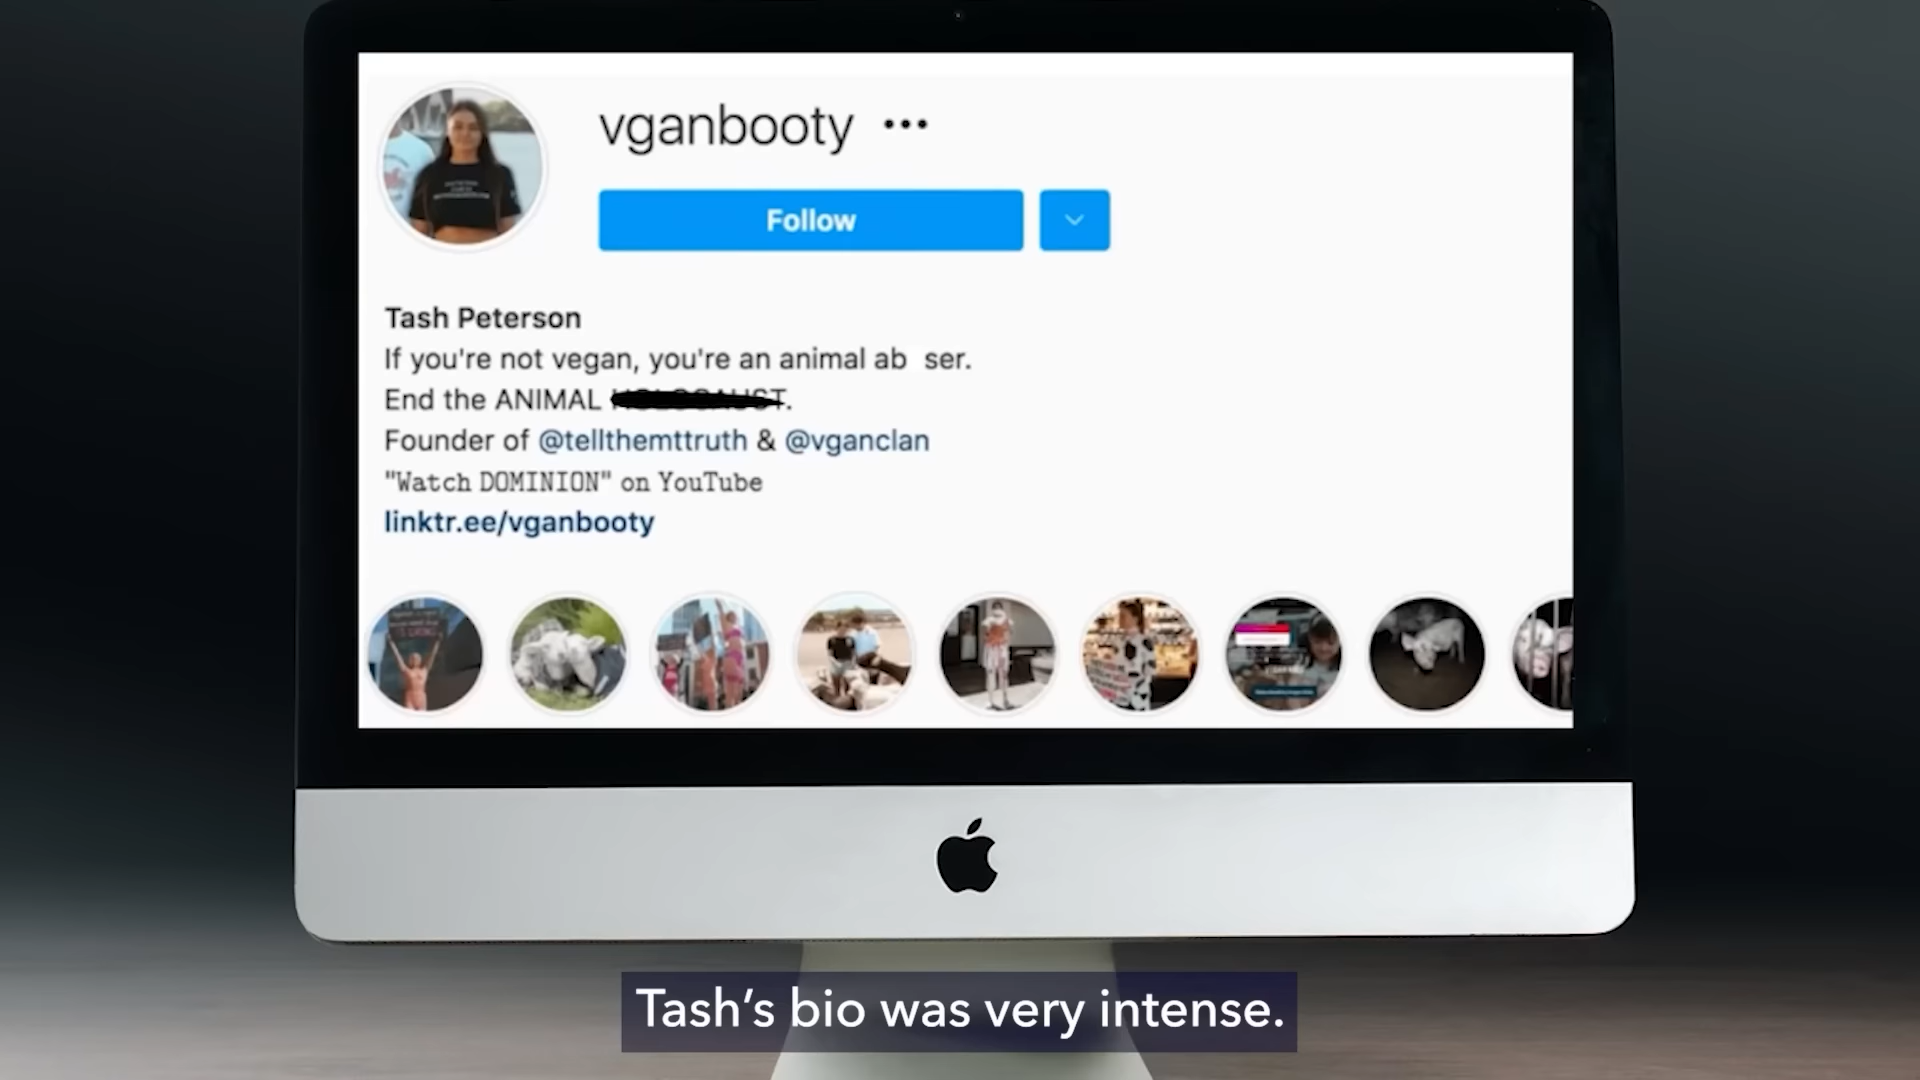 vganbooty
Follow
Tash Peterson
If you're not vegan, you're an animal ab ser.
End the ANIMAL HOLOCAUST.
Founder of @tellthemttruth & @vganclan
"Watch DOMINION" on YouTube
linktr.ee/vganbooty
Tash's bio was very intense.